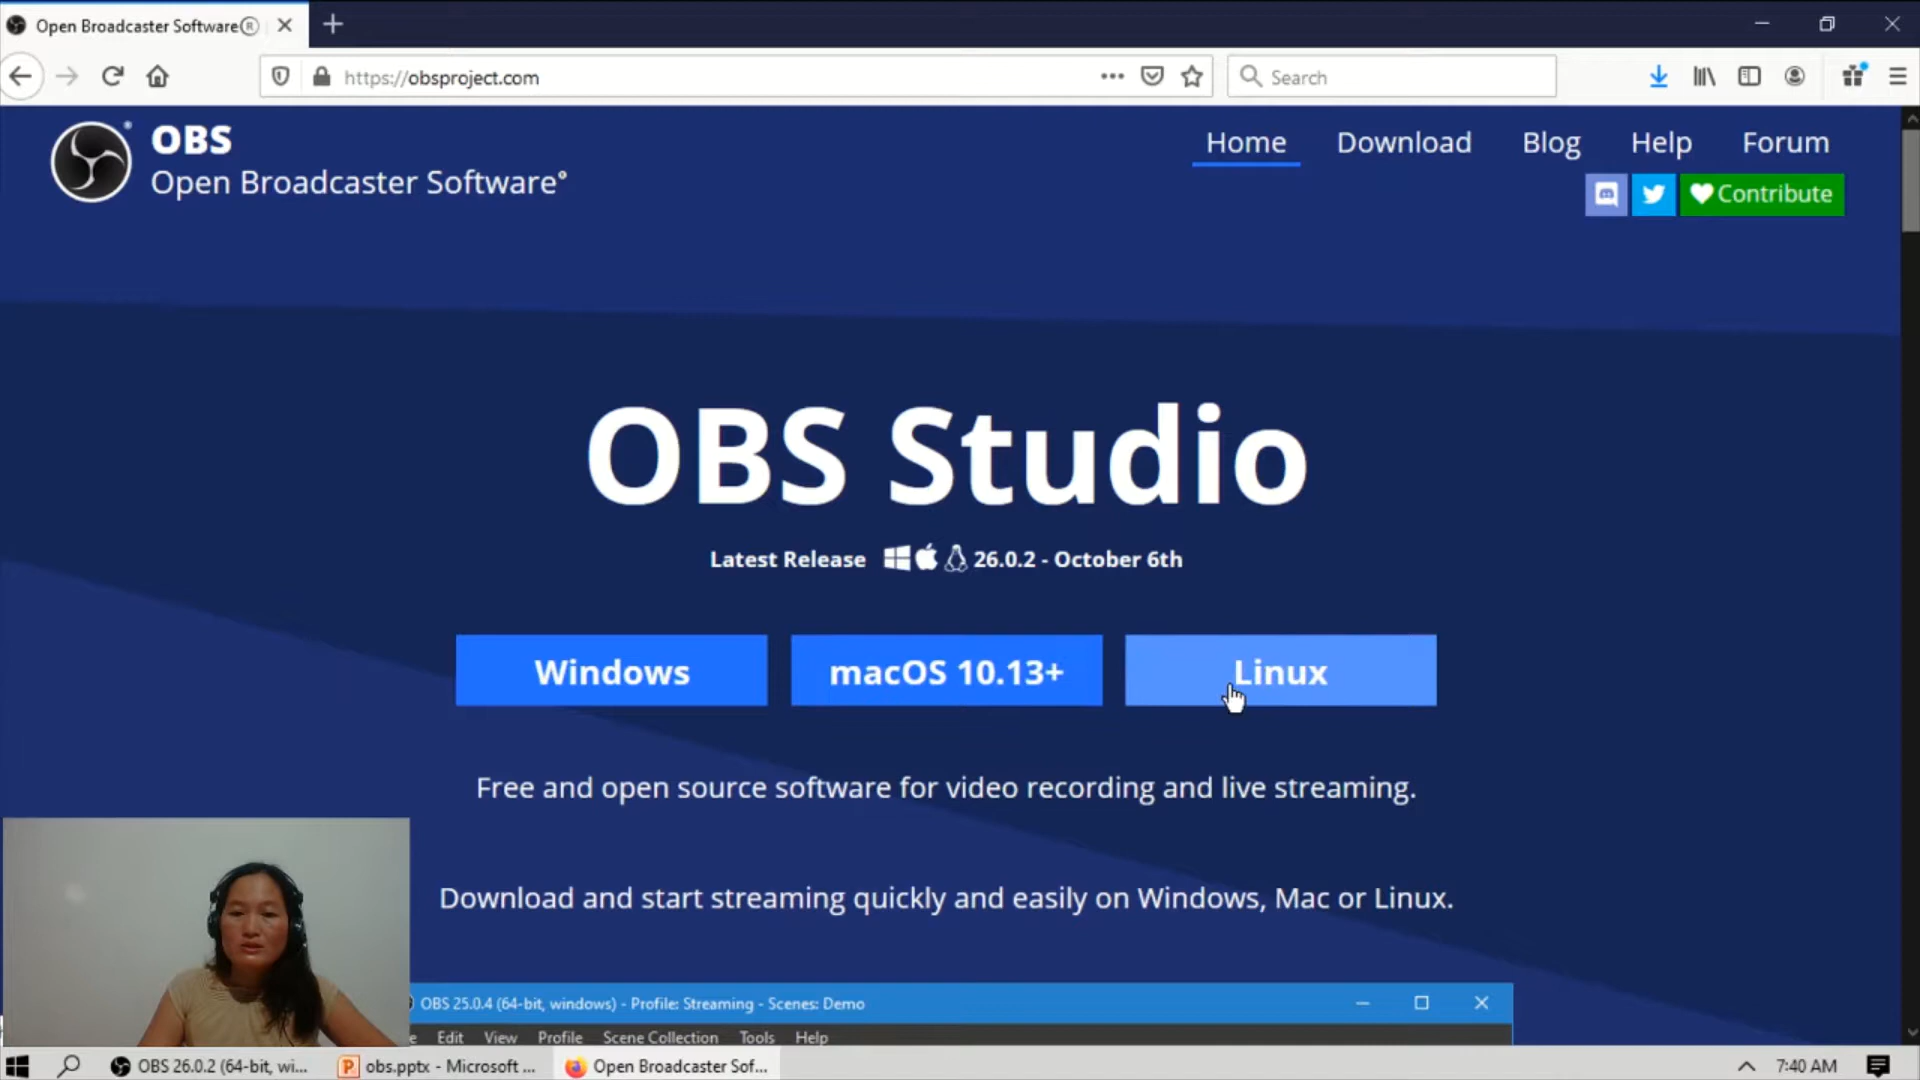 Open Broadcaster Software®
https://obsproject.com
Search
OBS
Open Broadcaster Software®
Home
Download
Blog
Help
Forum
Contribute
OBS Studio
Latest Release 26.0.2 - October 6th
Windows
macOS 10.13+
Linux
Free and open source software for video recording and live streaming.
Download and start streaming quickly and easily on Windows, Mac or Linux.
OBS 25.0.4 (64-bit, windows) - Profile: Streaming - Scenes: Demo
Edit View Profile Scene Collection Tools Help
OBS 26.0.2 (64-bit, wi...
obs.pptx - Microsoft ...
Open Broadcaster Sof...
7:40 AM